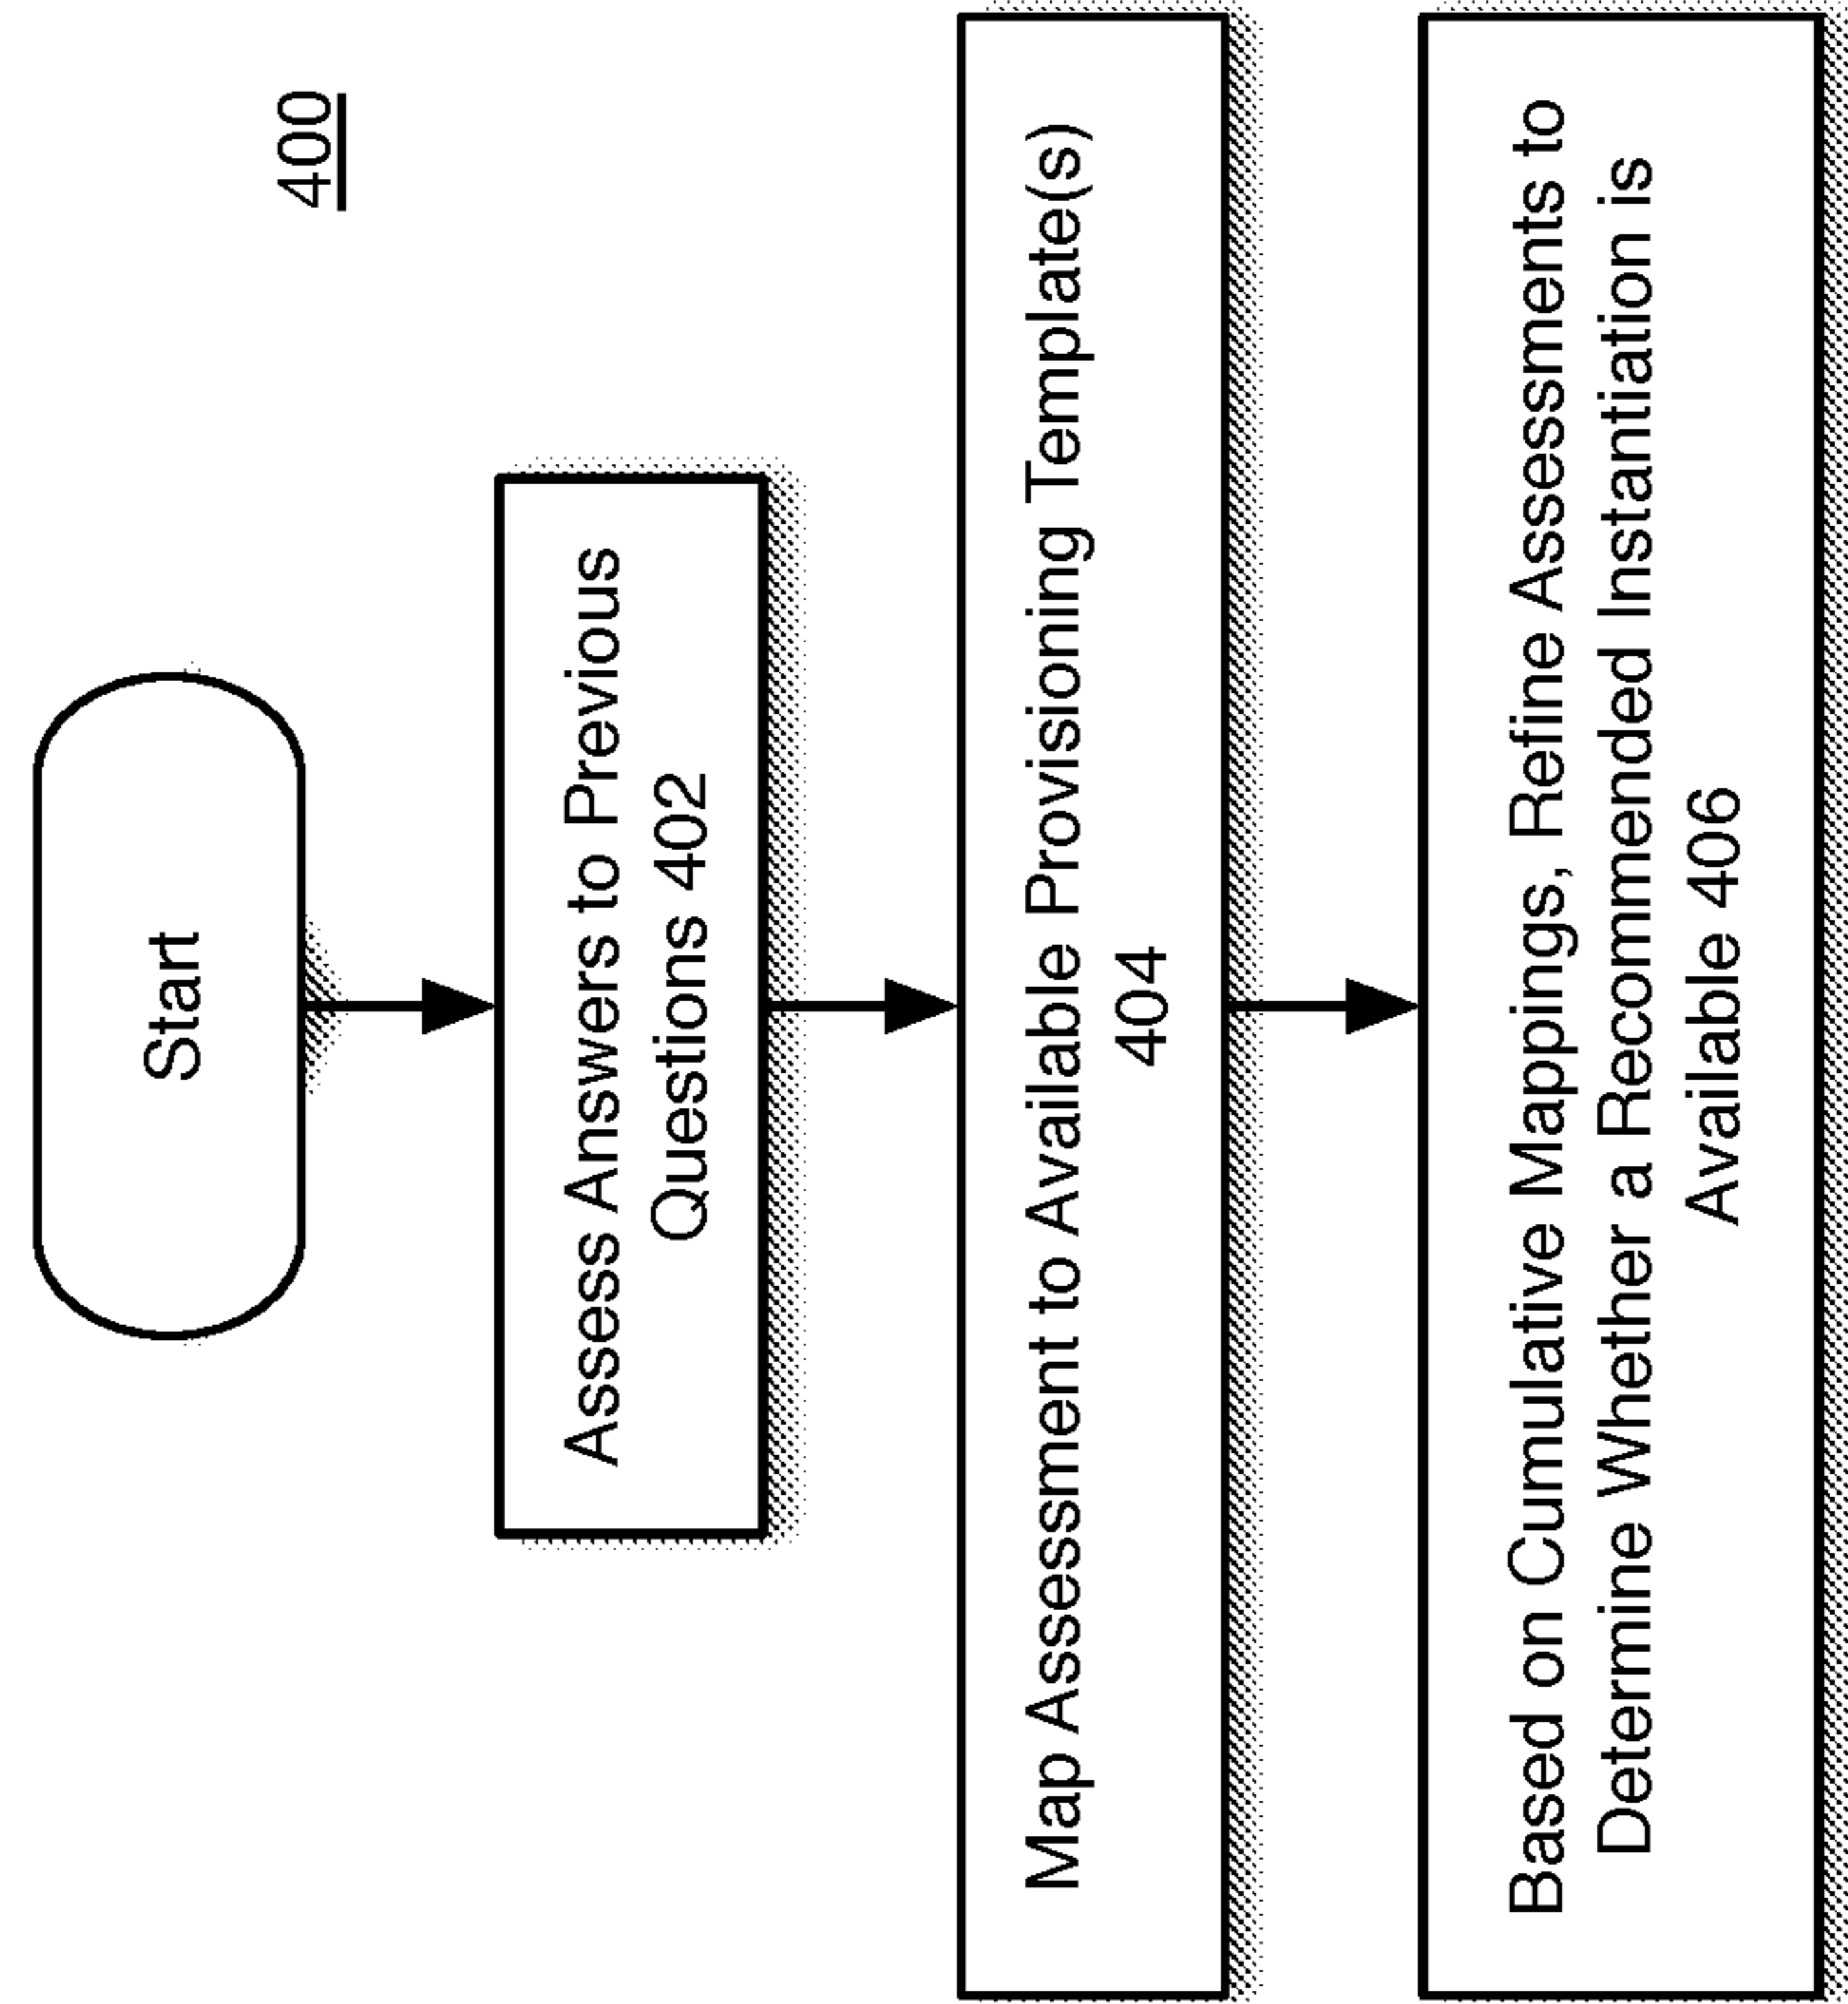 400
Start
Assess Answers to Previous
Questions 402
Map Assessment to Available Provisioning Template(s)
404
Based on Cumulative Mappings, Refine Assessments to
Determine Whether a Recommended Instantiation is
Available 406